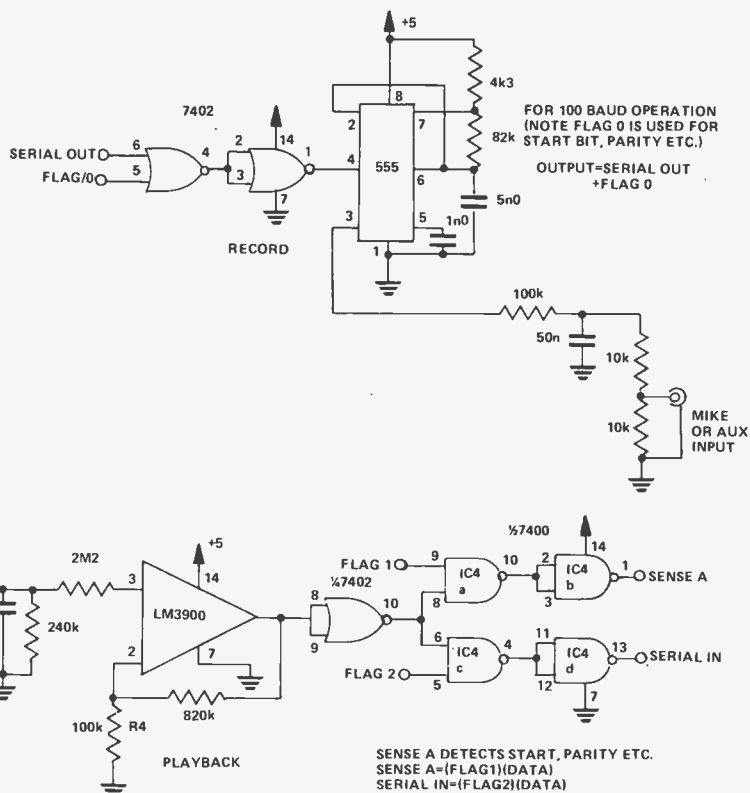 +5
4k3
7402
8
2
7
FOR 100 BAUD OPERATION
(NOTE FLAG 0 IS USED FOR
START BIT, PARITY ETC.)
82k
SERIAL OUT
6
4
2
14
1
4
555
6
FLAG/0
5
3
OUTPUT=SERIAL OUT
+FLAG 0
7
5n0
3
5
1n0
1
RECORD
100k
50n
10k
10k
MIKE
OR AUX
INPUT
+5
½7400
2M2
3
14
FLAG 1
9
10
2
14
1
SENSE A
IC4
a
IC4
b
¼7402
8
3
LM3900
8
10
240k
9
2
7
6
4
11
13
SERIAL IN
IC4
c
IC4
d
FLAG 2
5
12
7
820k
100k
R4
PLAYBACK
SENSE A DETECTS START, PARITY ETC.
SENSE A=(FLAG1)(DATA)
SERIAL IN=(FLAG2)(DATA)